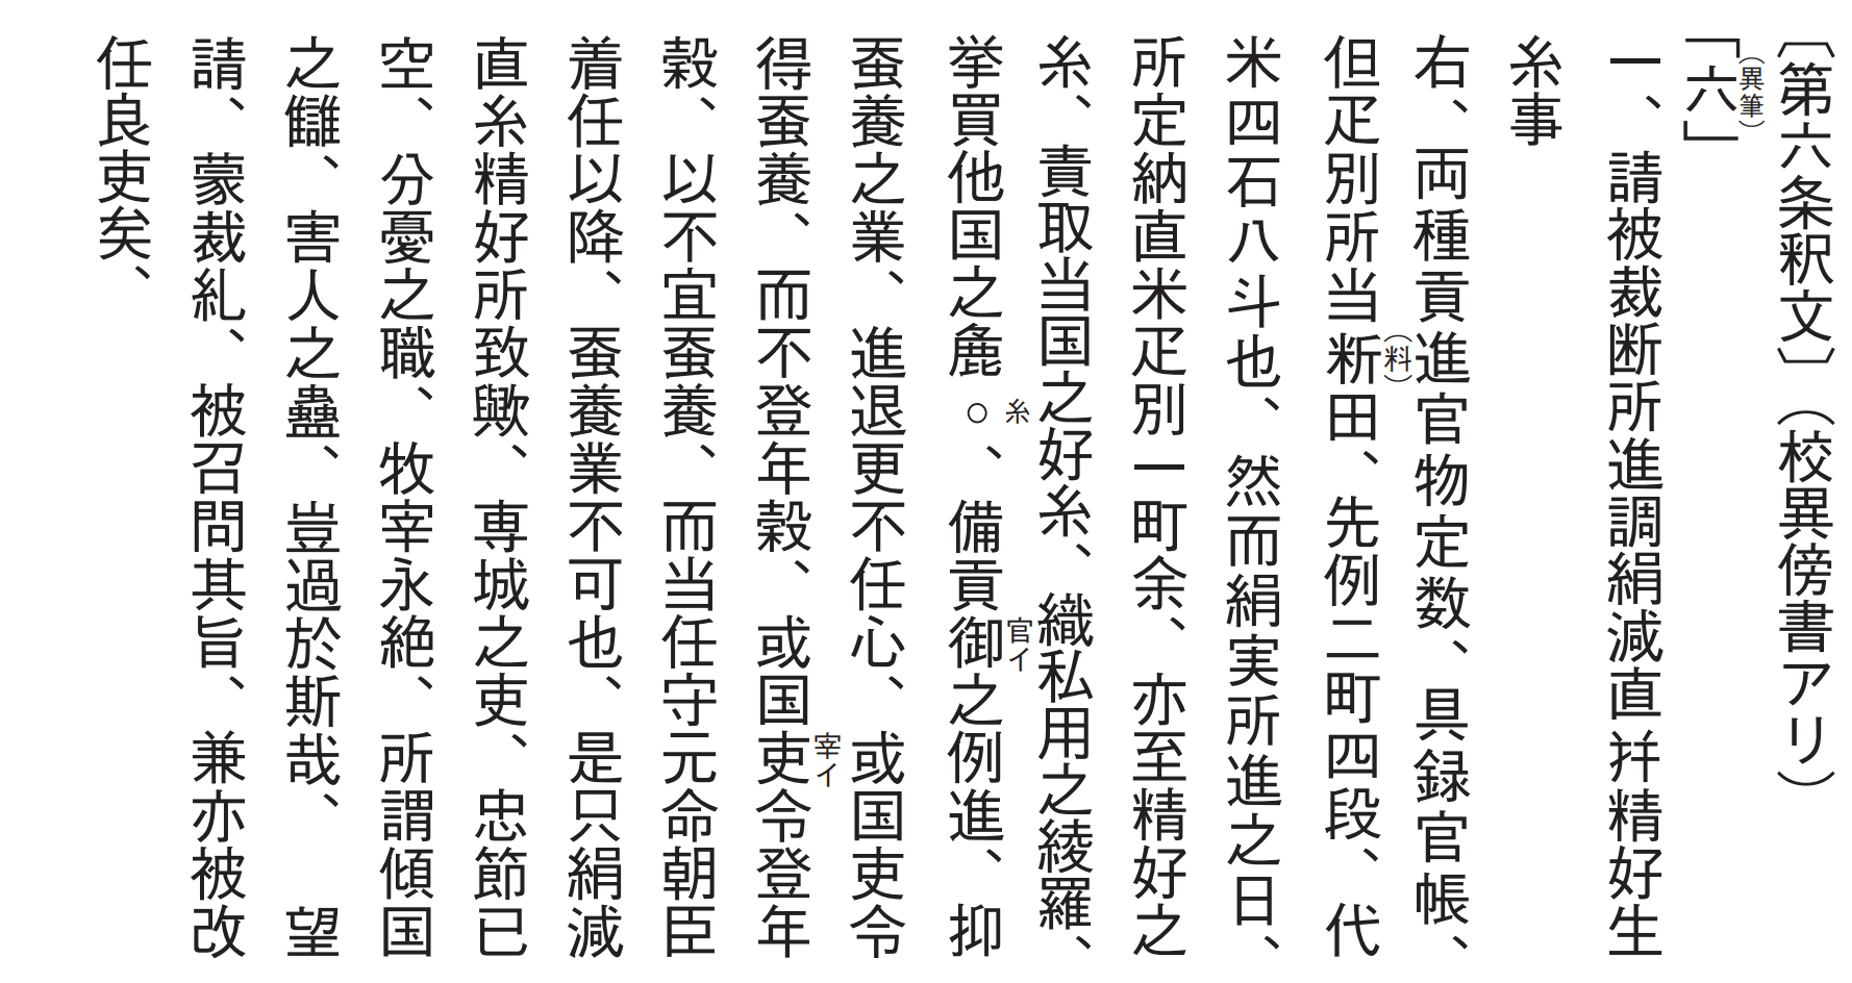 〔第六条釈文〕（校異傍書アリ）
（異筆）
「六」
一、請被裁断所進調絹減直幷精好生
糸事
右、両種貢進官物定数、具録官帳、
（料）
但疋別所当断田、先例二町四段、代
米四石八斗也、然而絹実所進之日、
所定納直米疋別一町余、亦至精好之
糸、責取当国之好糸、織私用之綾羅、
糸　官イ
挙買他国之麁○、備貢御之例進、抑
蚕養之業、進退更不任心、或国吏令
宰イ
得蚕養、而不登年穀、或国吏令登年
穀、以不宜蚕養、而当任守元命朝臣
着任以降、蚕養業不可也、是只絹減
直糸精好所致歟、専城之吏、忠節已
空、分憂之職、牧宰永絶、所謂傾国
之讎、害人之蠱、豈過於斯哉、　望
請、蒙裁糺、被召問其旨、兼亦被改
任良吏矣、